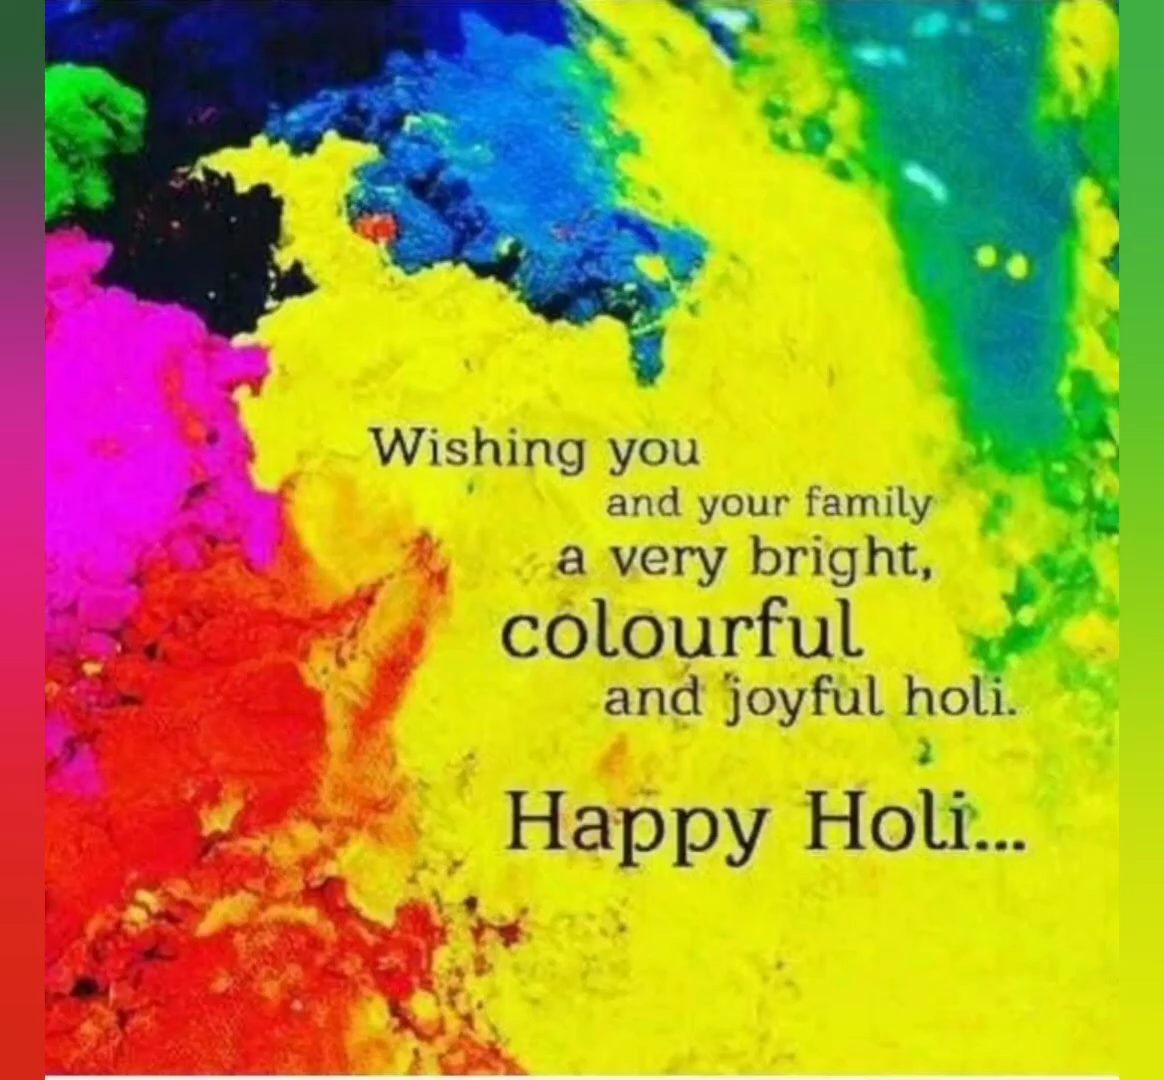 Wishing you
and your family
a very bright,
colourful
and joyful holi.
Happy Holi...